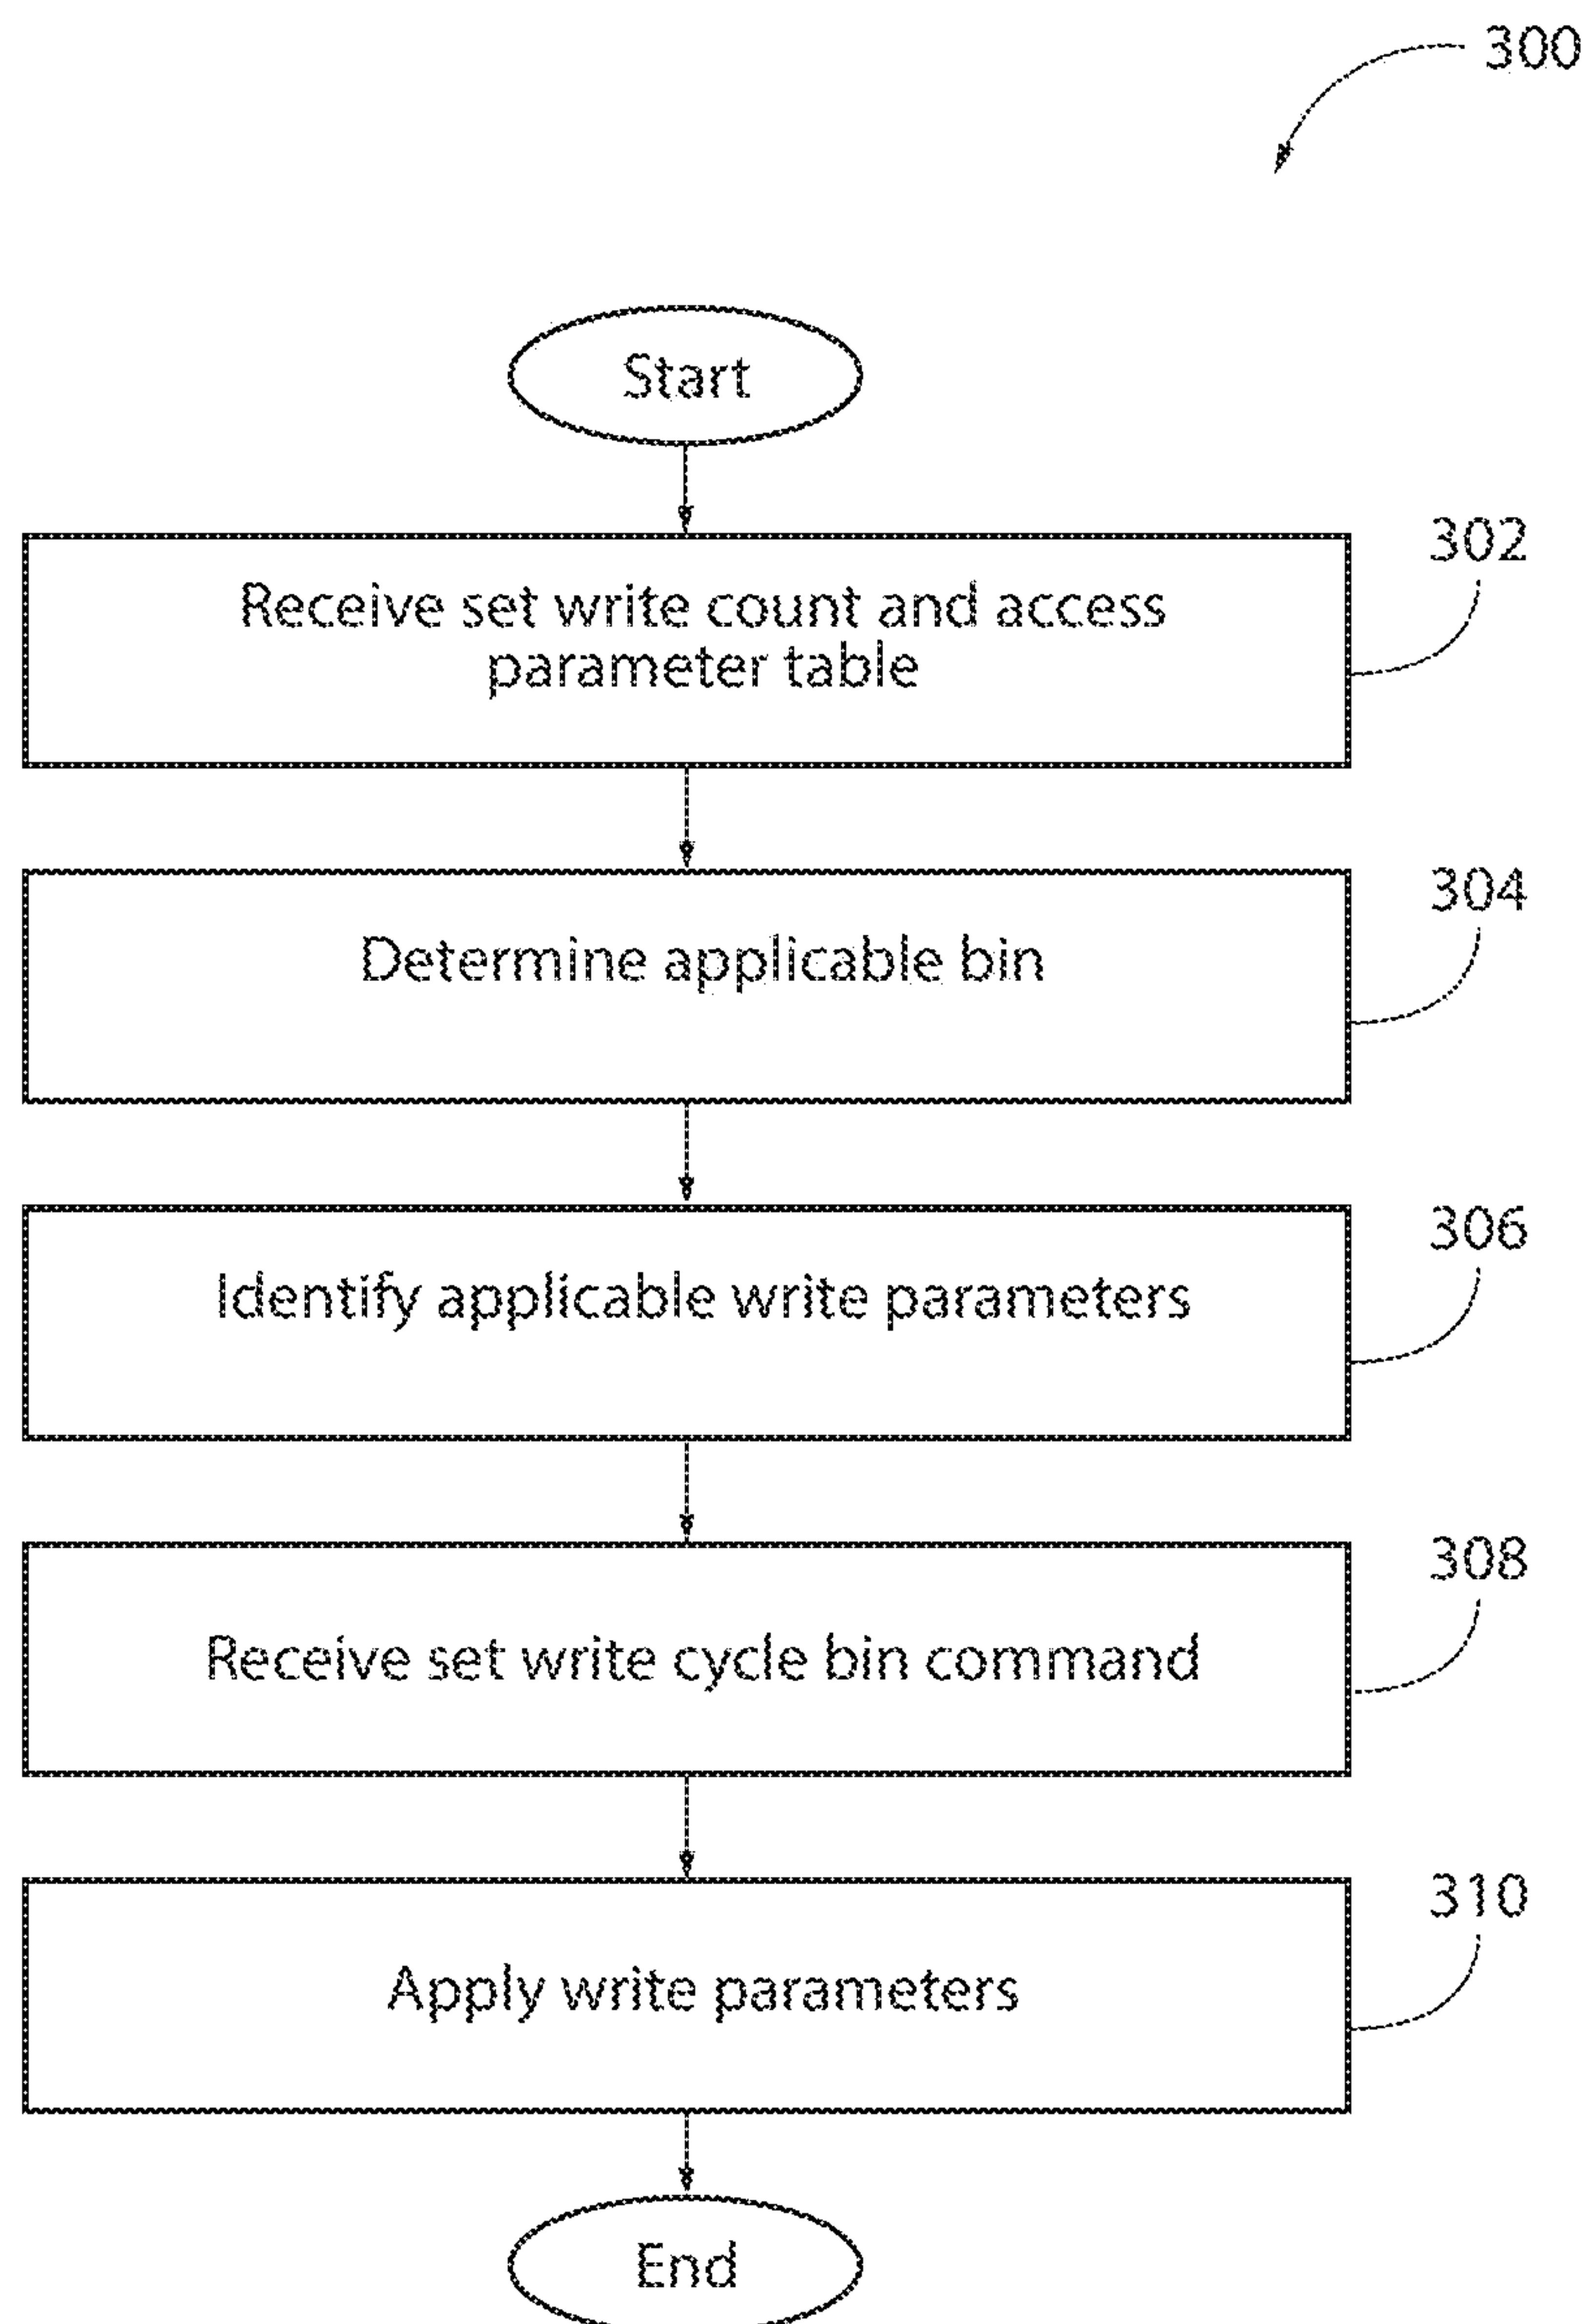 300
Start
302
Receive set write count and access
parameter table
304
Determine applicable bin
306
Identify applicable write parameters
308
Receive set write cycle bin command
310
Apply write parameters
End